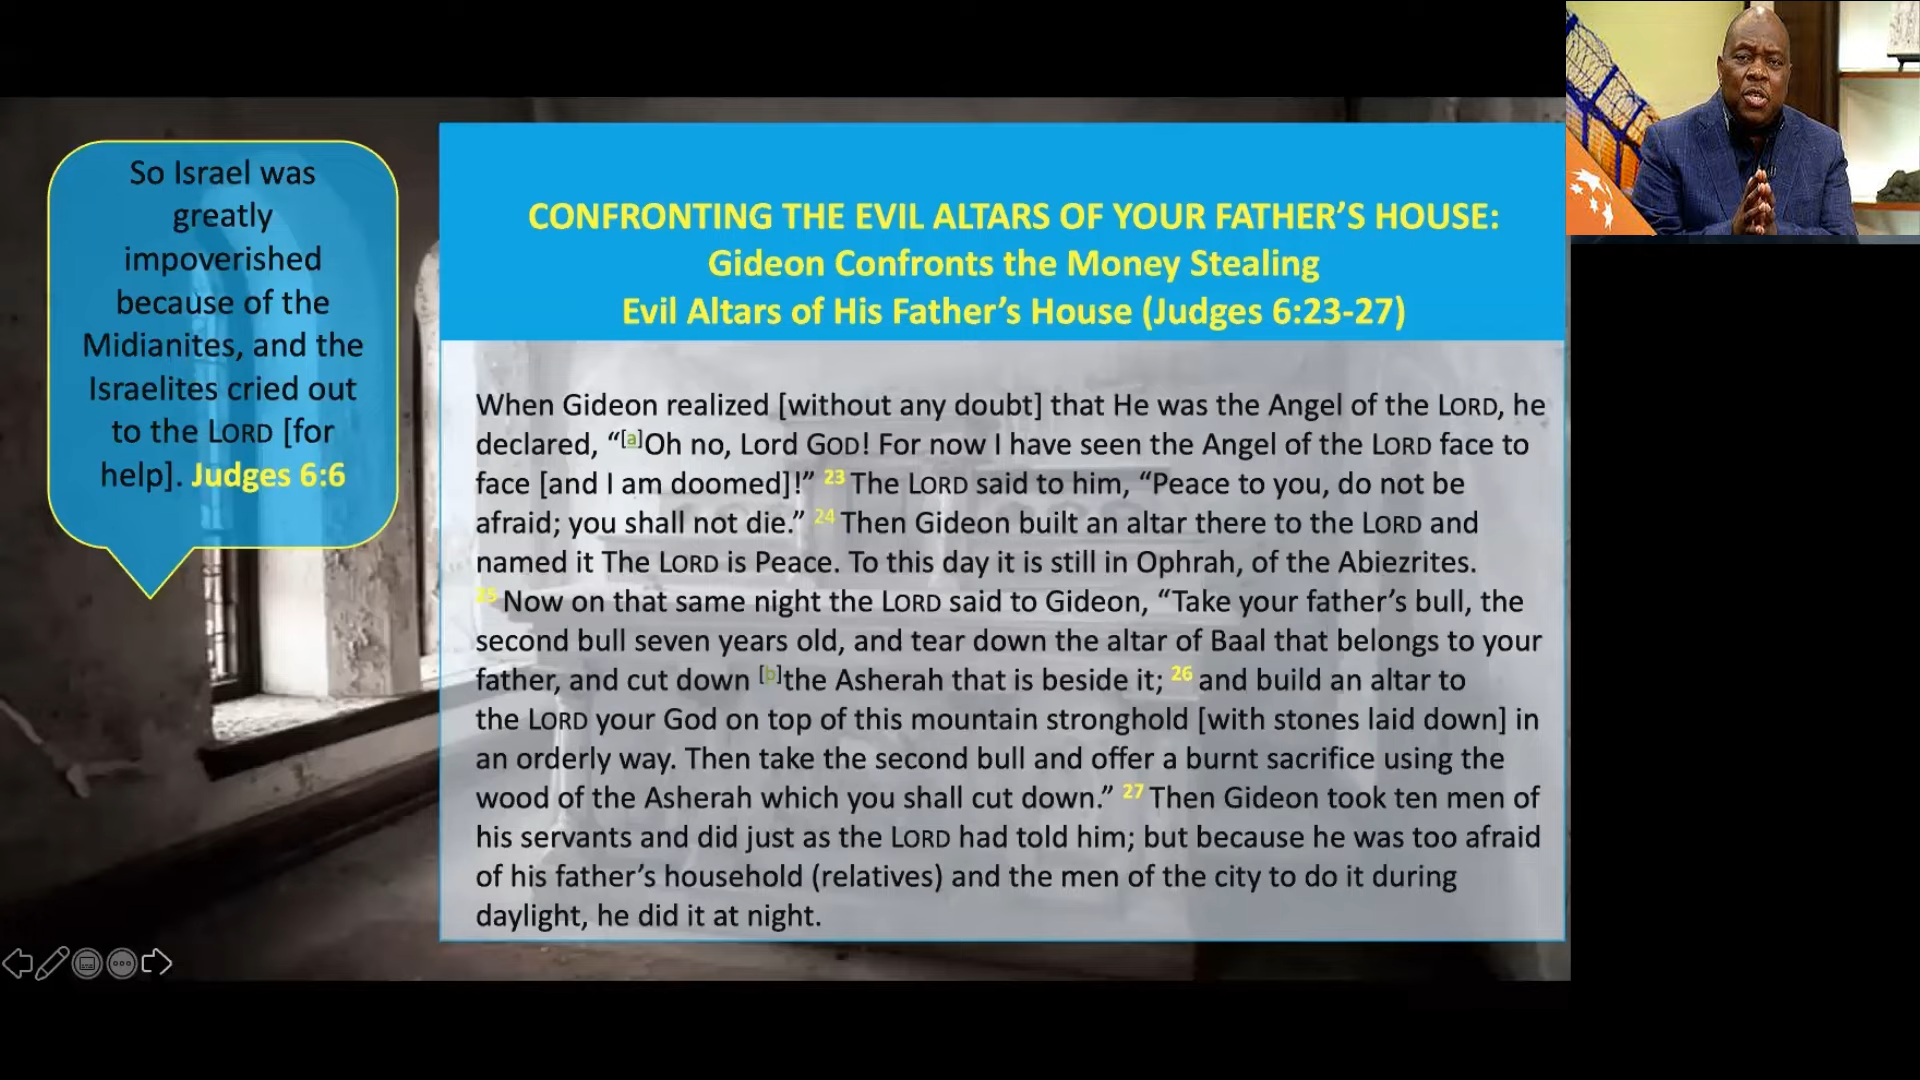 So Israel was
greatly
impoverished
because of the
Midianites, and the
Israelites cried out
to the LORD [for
help]. Judges 6:6
CONFRONTING THE EVIL ALTARS OF YOUR FATHER’S HOUSE:
Gideon Confronts the Money Stealing
Evil Altars of His Father’s House (Judges 6:23-27)
When Gideon realized [without any doubt] that He was the Angel of the LORD, he
declared, “[a]Oh no, Lord GOD! For now I have seen the Angel of the LORD face to
face [and I am doomed]!” 23 The LORD said to him, “Peace to you, do not be
afraid; you shall not die.” 24 Then Gideon built an altar there to the LORD and
named it The LORD is Peace. To this day it is still in Ophrah, of the Abiezrites.
25 Now on that same night the LORD said to Gideon, “Take your father’s bull, the
second bull seven years old, and tear down the altar of Baal that belongs to your
father, and cut down [b]the Asherah that is beside it; 26 and build an altar to
the LORD your God on top of this mountain stronghold [with stones laid down] in
an orderly way. Then take the second bull and offer a burnt sacrifice using the
wood of the Asherah which you shall cut down.” 27 Then Gideon took ten men of
his servants and did just as the LORD had told him; but because he was too afraid
of his father’s household (relatives) and the men of the city to do it during
daylight, he did it at night.